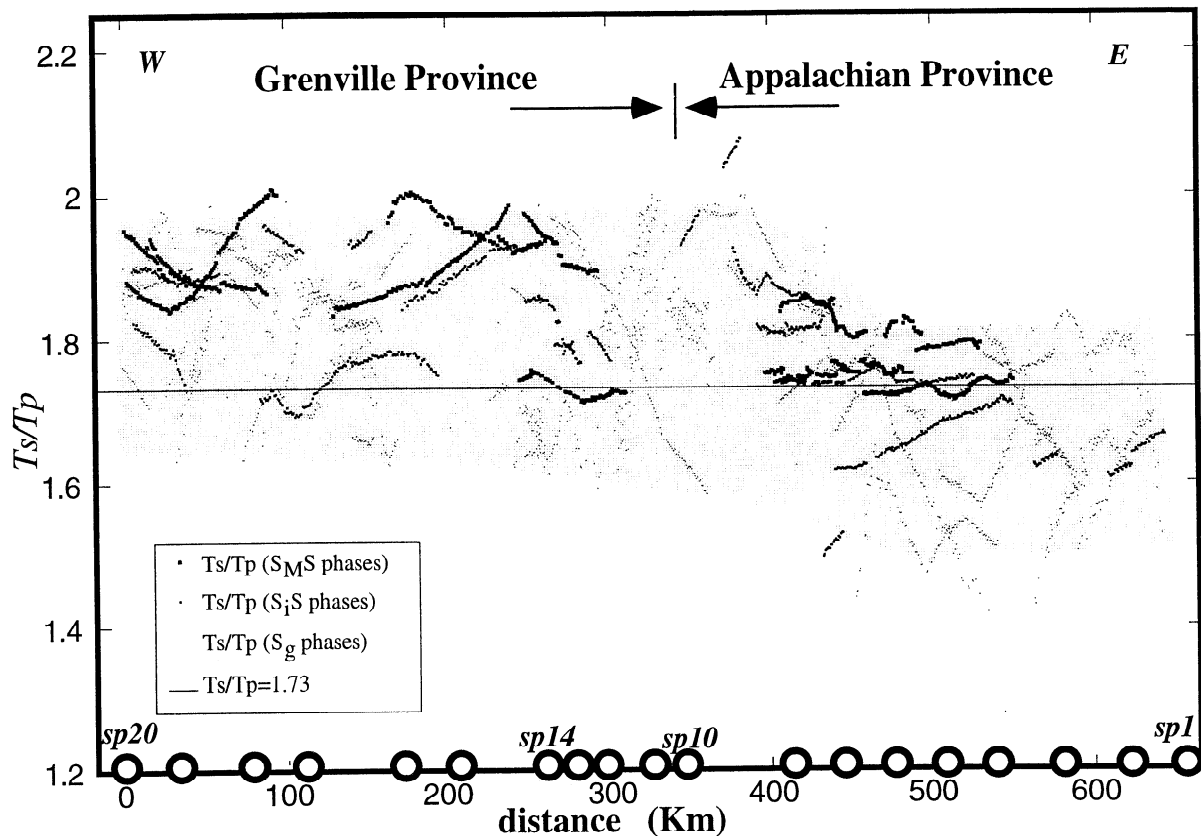 2.2
W
E
Grenville Province
Appalachian Province
2
1.8
1.6
1.4
1.2
Ts/Tp
Ts/Tp (SMS phases)
Ts/Tp (SiS phases)
Ts/Tp (Sg phases)
Ts/Tp=1.73
sp20
sp14
sp10
sp1
0 100 200 300 400 500 600
distance (Km)